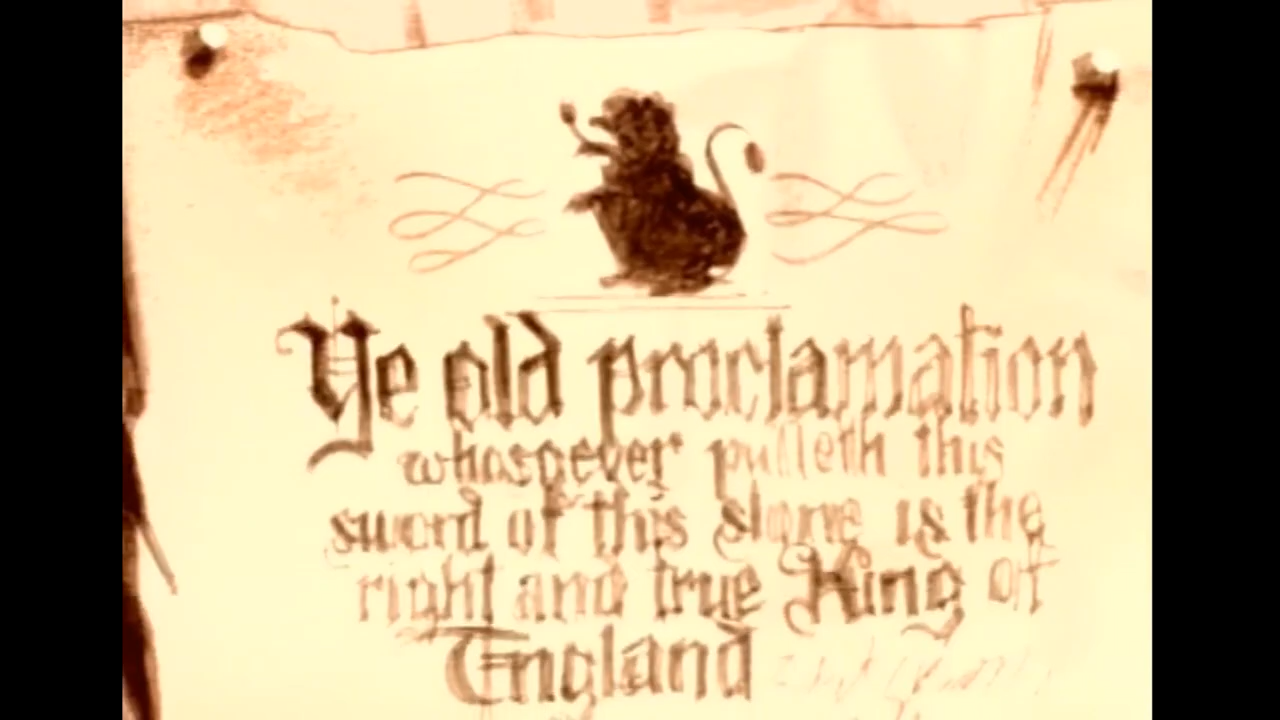 Ye old proclamation
whosoever pulleth this
sword of this stone is the
right and true King of
England